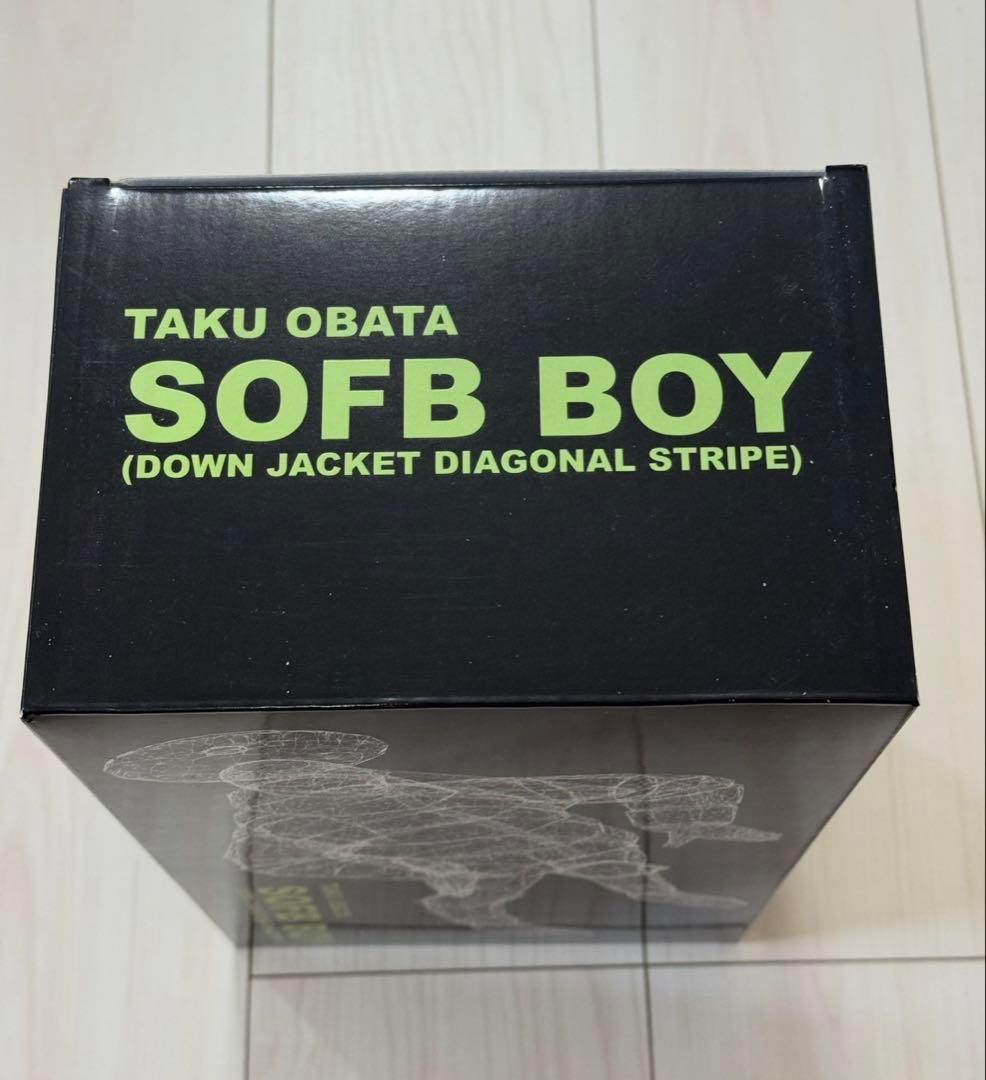 TAKU OBATA
SOFB BOY
(DOWN JACKET DIAGONAL STRIPE)